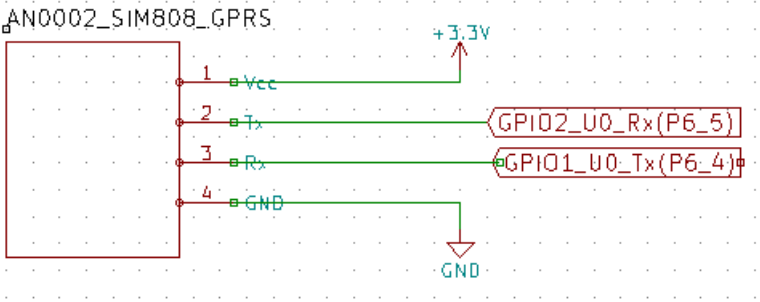 AN0002_SIM808_GPRS
+3.3V
1 Vcc
2 Tx GPIO2_U0_Rx(P6_5)
3 Rx GPIO1_U0_Tx(P6_4)
4 GND
GND